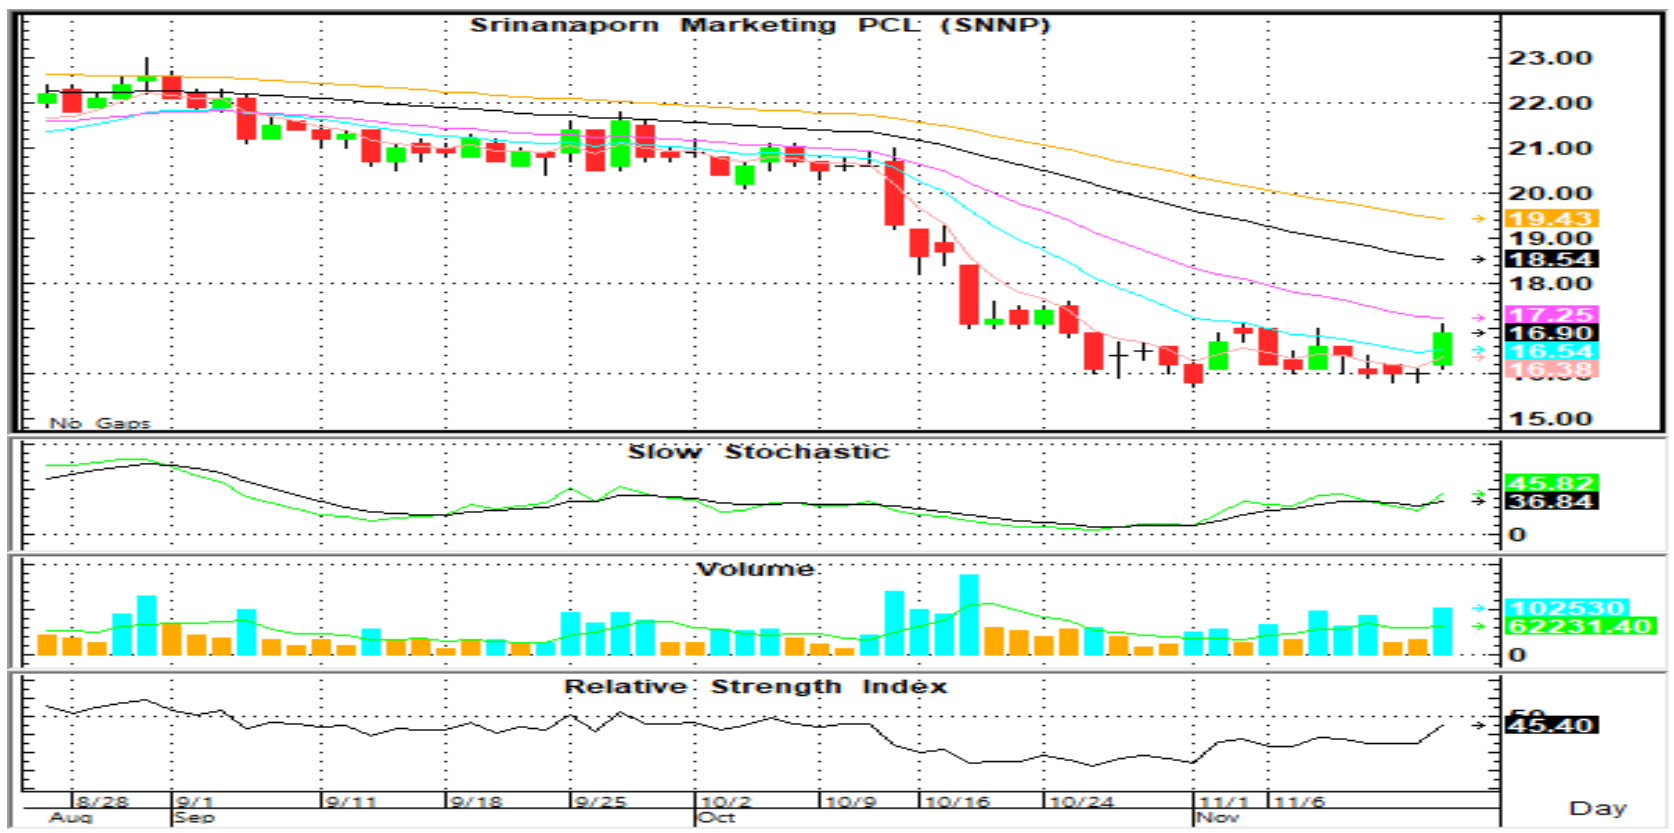 Srinanaporn Marketing PCL (SNNP)
23.00
22.00
21.00
20.00
19.43
19.00
18.54
18.00
17.25
16.90
16.54
16.38
15.00
No Gaps
Slow Stochastic
45.82
36.84
0
Volume
102530
62231.40
0
Relative Strength Index
50
45.40
8/28 9/1 9/11 9/18 9/25 10/2 10/9 10/16 10/24 11/1 11/6
Aug Sep Oct Nov
Day